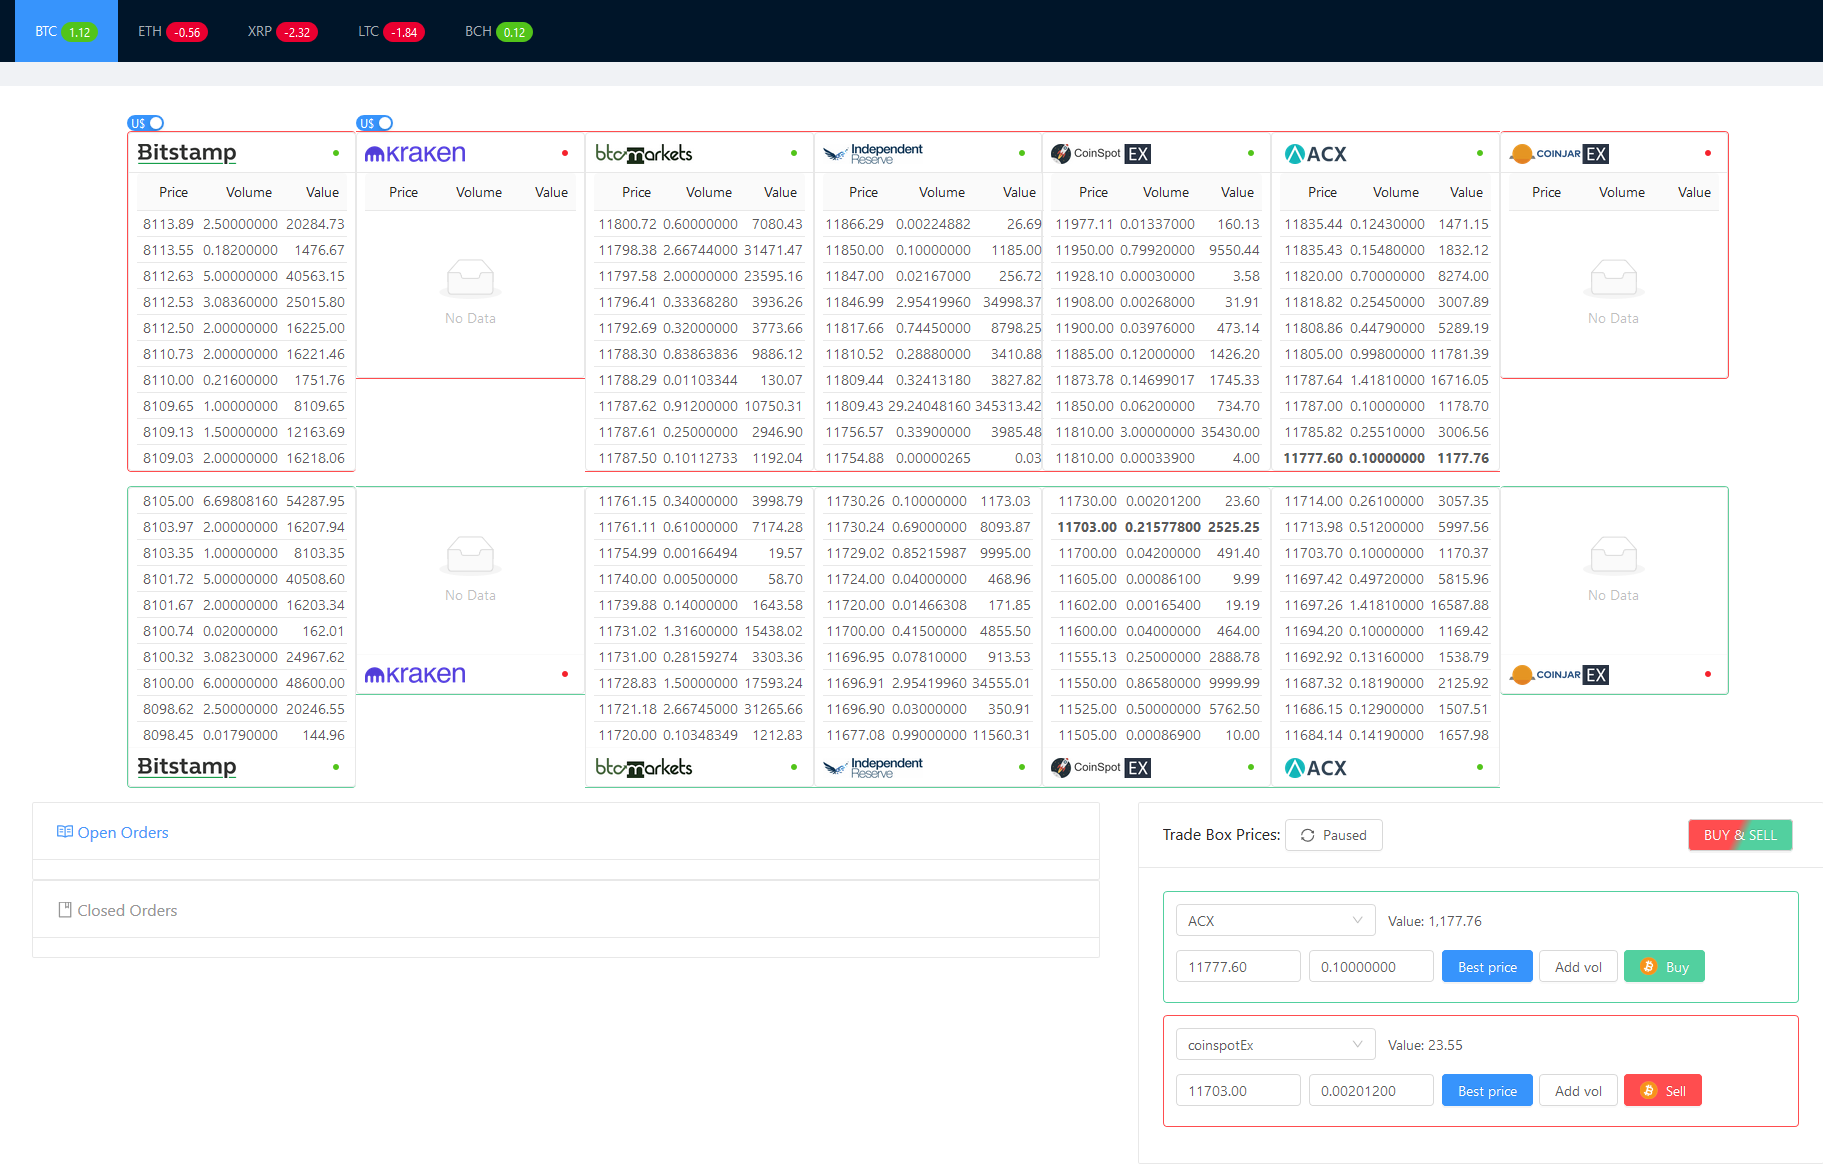 BTC 1.12 ETH -0.56 XRP -2.32 LTC -1.84 BCH 0.12
U$ U$
Bitstamp kraken btcmarkets Independent Reserve CoinSpot EX ACX COINJAR EX
Price Volume Value Price Volume Value Price Volume Value Price Volume Value Price Volume Value Price Volume Value Price Volume Value
8113.89 2.50000000 20284.73 11800.72 0.60000000 7080.43 11866.29 0.00224882 26.69 11977.11 0.01337000 160.13 11835.44 0.12430000 1471.15
8113.55 0.18200000 1476.67 11798.38 2.66744000 31471.47 11850.00 0.10000000 1185.00 11950.00 0.79920000 9550.44 11835.43 0.15480000 1832.12
8112.63 5.00000000 40563.15 11797.58 2.00000000 23595.16 11847.00 0.02167000 256.72 11928.10 0.00030000 3.58 11820.00 0.70000000 8274.00
8112.53 3.08360000 25015.80 11796.41 0.33368280 3936.26 11846.99 2.95419960 34998.37 11908.00 0.00268000 31.91 11818.82 0.25450000 3007.89
No Data No Data
8112.50 2.00000000 16225.00 11792.69 0.32000000 3773.66 11817.66 0.74450000 8798.25 11900.00 0.03976000 473.14 11808.86 0.44790000 5289.19
8110.73 2.00000000 16221.46 11788.30 0.83863836 9886.12 11810.52 0.28880000 3410.88 11885.00 0.12000000 1426.20 11805.00 0.99800000 11781.39
8110.00 0.21600000 1751.76 11788.29 0.01103344 130.07 11809.44 0.32413180 3827.82 11873.78 0.14699017 1745.33 11787.64 1.41810000 16716.05
8109.65 1.00000000 8109.65 11787.62 0.91200000 10750.31 11809.43 29.24048160 345313.42 11850.00 0.06200000 734.70 11787.00 0.10000000 1178.70
8109.13 1.50000000 12163.69 11787.61 0.25000000 2946.90 11756.57 0.33900000 3985.48 11810.00 3.00000000 35430.00 11785.82 0.25510000 3006.56
8109.03 2.00000000 16218.06 11787.50 0.10112733 1192.04 11754.88 0.00000265 0.03 11810.00 0.00033900 4.00 11777.60 0.10000000 1177.76
8105.00 6.69808160 54287.95 11761.15 0.34000000 3998.79 11730.26 0.10000000 1173.03 11730.00 0.00201200 23.60 11714.00 0.26100000 3057.35
8103.97 2.00000000 16207.94 11761.11 0.61000000 7174.28 11730.24 0.69000000 8093.87 11703.00 0.21577800 2525.25 11713.98 0.51200000 5997.56
8103.35 1.00000000 8103.35 11754.99 0.00166494 19.57 11729.02 0.85215987 9995.00 11700.00 0.04200000 491.40 11703.70 0.10000000 1170.37
8101.72 5.00000000 40508.60 11740.00 0.00500000 58.70 11724.00 0.04000000 468.96 11605.00 0.00086100 9.99 11697.42 0.49720000 5815.96
No Data No Data
8101.67 2.00000000 16203.34 11739.88 0.14000000 1643.58 11720.00 0.01466308 171.85 11602.00 0.00165400 19.19 11697.26 1.41810000 16587.88
8100.74 0.02000000 162.01 11731.02 1.31600000 15438.02 11700.00 0.41500000 4855.50 11600.00 0.04000000 464.00 11694.20 0.10000000 1169.42
8100.32 3.08230000 24967.62 11731.00 0.28159274 3303.36 11696.95 0.07810000 913.53 11555.13 0.25000000 2888.78 11692.92 0.13160000 1538.79
kraken COINJAR EX
8100.00 6.00000000 48600.00 11728.83 1.50000000 17593.24 11696.91 2.95419960 34555.01 11550.00 0.86580000 9999.99 11687.32 0.18190000 2125.92
8098.62 2.50000000 20246.55 11721.18 2.66745000 31265.66 11696.90 0.03000000 350.91 11525.00 0.50000000 5762.50 11686.15 0.12900000 1507.51
8098.45 0.01790000 144.96 11720.00 0.10348349 1212.83 11677.08 0.99000000 11560.31 11505.00 0.00086900 10.00 11684.14 0.14190000 1657.98
Bitstamp btcmarkets Independent Reserve CoinSpot EX ACX
Open Orders
Closed Orders
Trade Box Prices: Paused BUY & SELL
ACX Value: 1,177.76
11777.60 0.10000000 Best price Add vol Buy
coinspotEx Value: 23.55
11703.00 0.00201200 Best price Add vol Sell